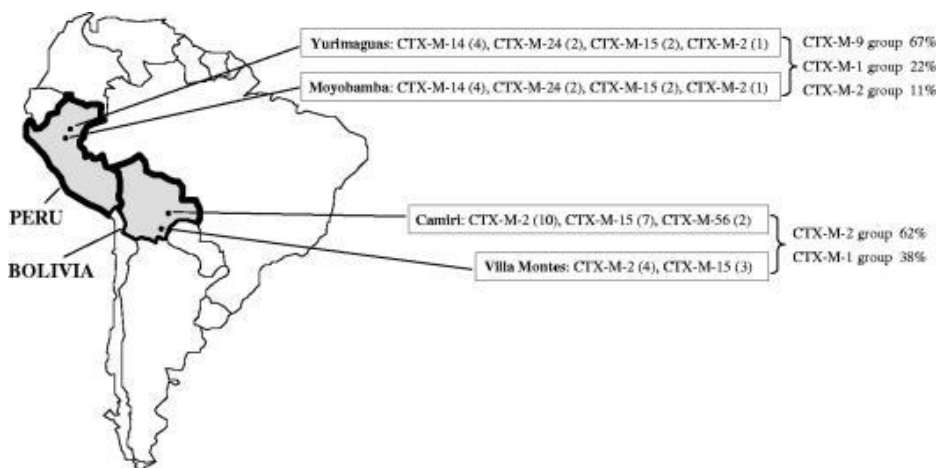 Yurimaguas: CTX-M-14 (4), CTX-M-24 (2), CTX-M-15 (2), CTX-M-2 (1)
CTX-M-9 group 67%
CTX-M-1 group 22%
CTX-M-2 group 11%
Moyobamba: CTX-M-14 (4), CTX-M-24 (2), CTX-M-15 (2), CTX-M-2 (1)
PERU
BOLIVIA
Camiri: CTX-M-2 (10), CTX-M-15 (7), CTX-M-56 (2)
CTX-M-2 group 62%
CTX-M-1 group 38%
Villa Montes: CTX-M-2 (4), CTX-M-15 (3)